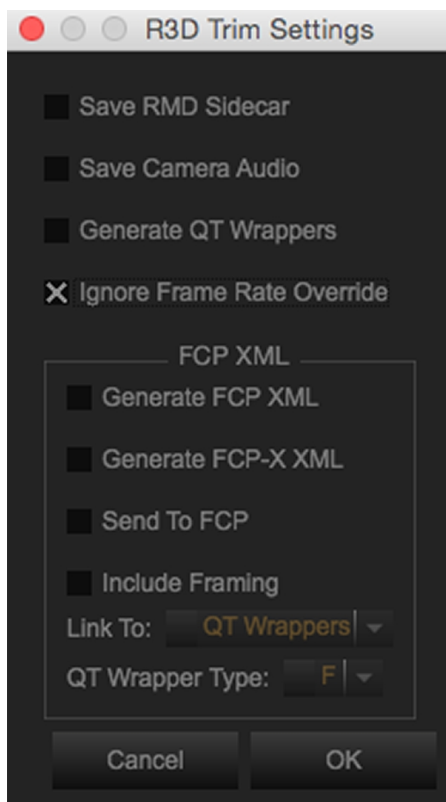 R3D Trim Settings
Save RMD Sidecar
Save Camera Audio
Generate QT Wrappers
Ignore Frame Rate Override
FCP XML
Generate FCP XML
Generate FCP-X XML
Send To FCP
Include Framing
Link To: QT Wrappers
QT Wrapper Type: F
Cancel OK